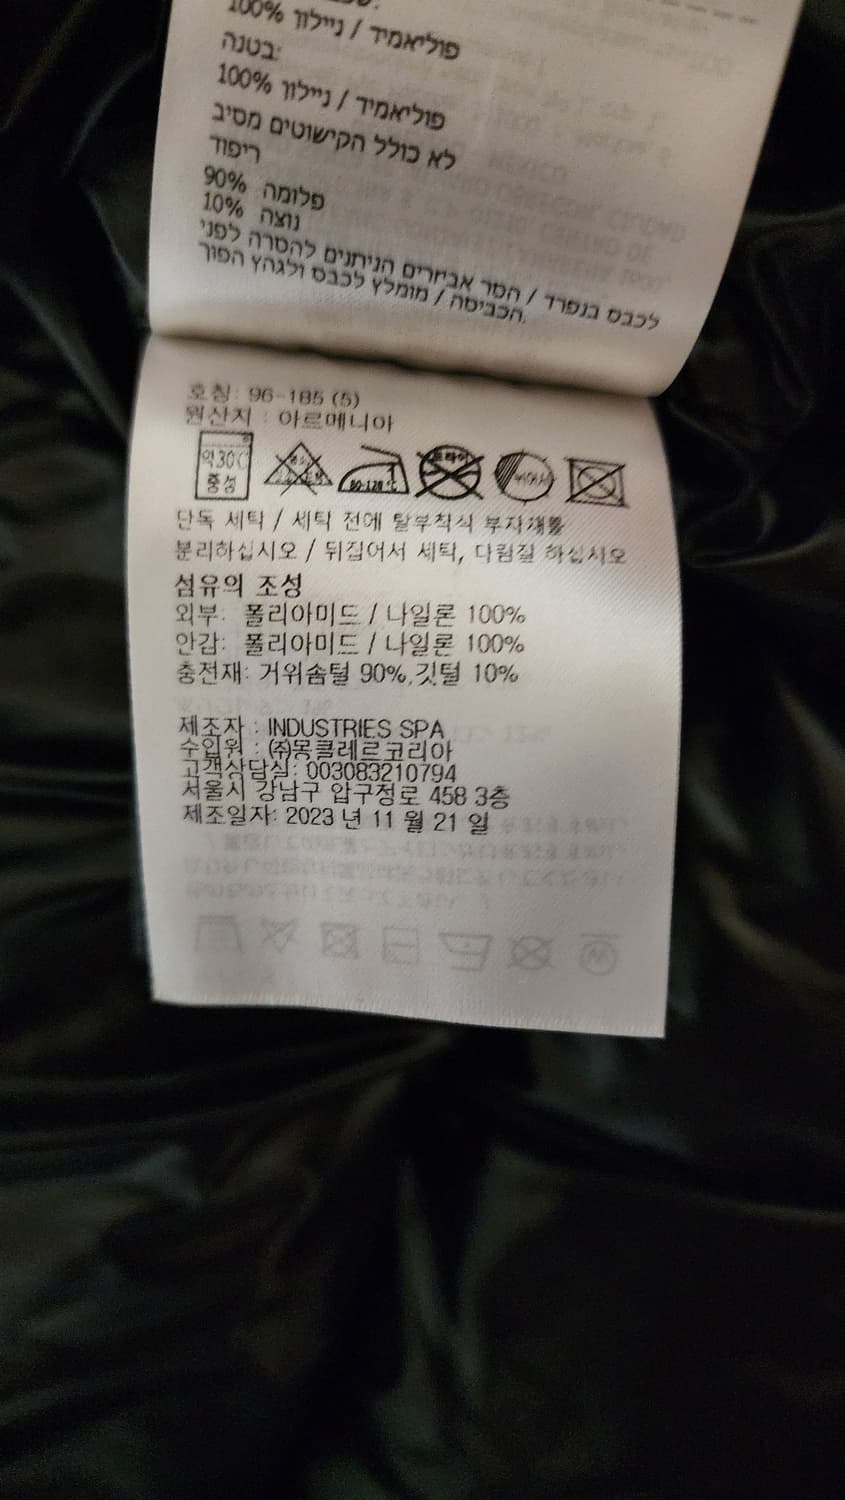 100% פוליאמיד / ניילון
בטנה:
100% פוליאמיד / ניילון
לא כולל הקישוטים מסיב
ריפוד
90% פלומה
10% נוצה
לכבס בנפרד / הסר אביזרים הניתנים להסרה לפני
הכביסה / מומלץ לכבס ולגהץ הפוך.
호칭: 96-185 (5)
원산지 : 아르메니아
약30℃
중성
80-120 ℃
드라이
단독 세탁 / 세탁 전에 탈부착식 부자재를
분리하십시오 / 뒤집어서 세탁, 다림질 하십시오
섬유의 조성
외부: 폴리아미드 / 나일론 100%
안감: 폴리아미드 / 나일론 100%
충전재: 거위솜털 90%,깃털 10%
제조자 : INDUSTRIES SPA
수입원 : ㈜몽클레르코리아
고객상담실: 003083210794
서울시 강남구 압구정로 458 3층
제조일자: 2023 년 11 월 21 일